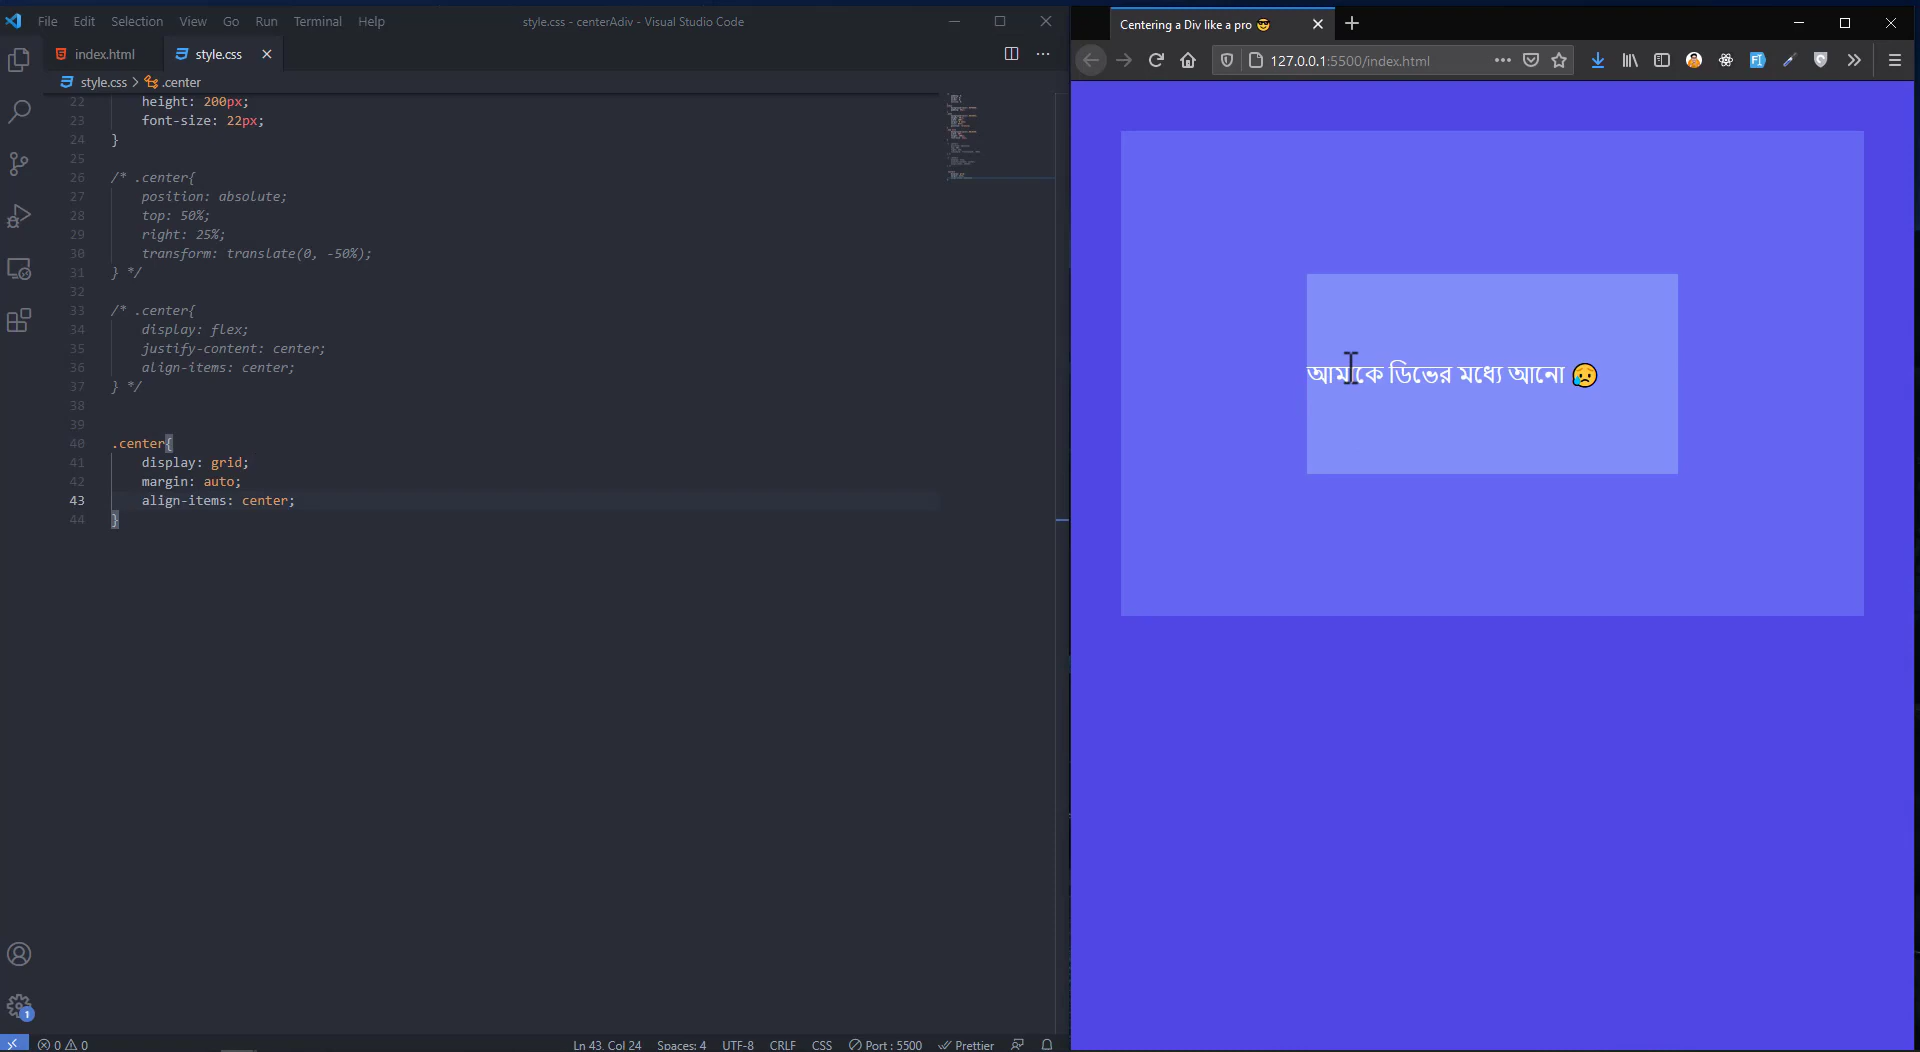 File Edit Selection View Go Run Terminal Help
style.css - centerAdiv - Visual Studio Code
index.html
style.css
style.css > .center
22 height: 200px;
23 font-size: 22px;
24 }
25
26 /* .center{
27 position: absolute;
28 top: 50%;
29 right: 25%;
30 transform: translate(0, -50%);
31 } */
32
33 /* .center{
34 display: flex;
35 justify-content: center;
36 align-items: center;
37 } */
38
39
40 .center{
41 display: grid;
42 margin: auto;
43 align-items: center;
44 }
1
0 0
Ln 43, Col 24 Spaces: 4 UTF-8 CRLF CSS Port : 5500 Prettier
Centering a Div like a pro 😎
127.0.0.1:5500/index.html
আমাকে ডিভের মধ্যে আনো 😥